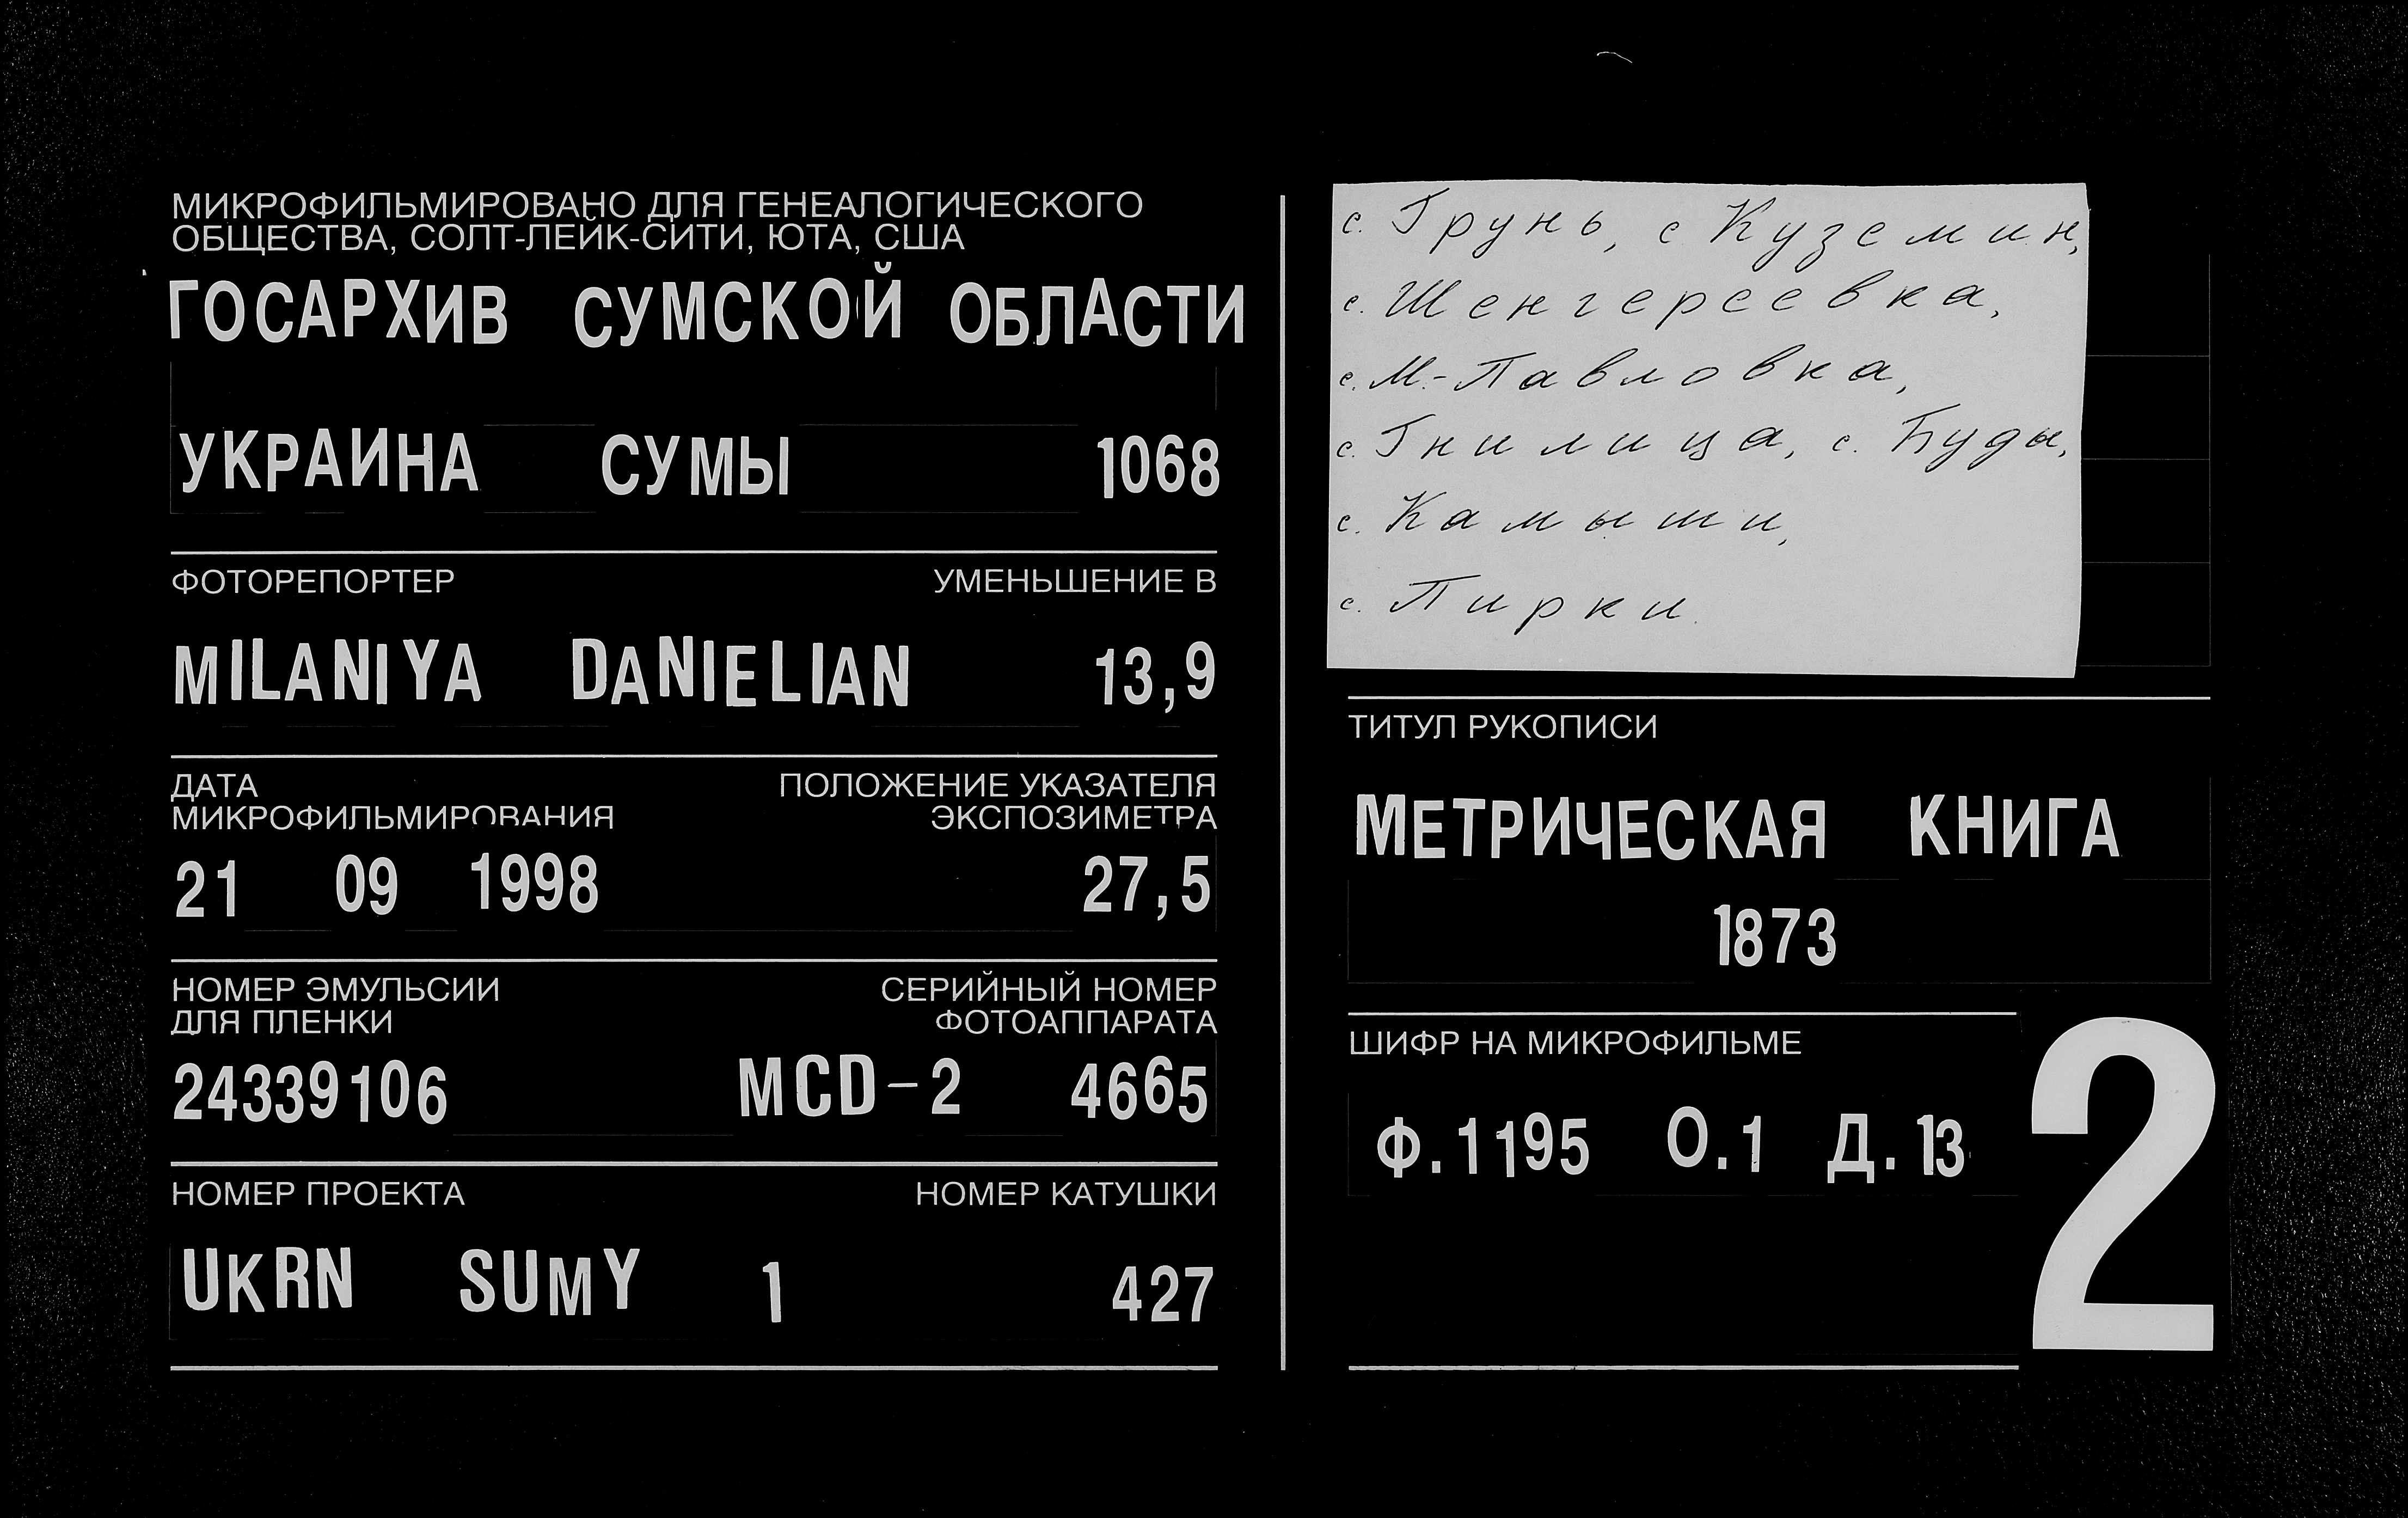 МИКРОФИЛЬМИРОВАНО ДЛЯ ГЕНЕАЛОГИЧЕСКОГО
ОБЩЕСТВА, СОЛТ-ЛЕЙК-СИТИ, ЮТА, США
ГОСАРХИВ СУМСКОЙ ОБЛАСТИ
УКРАИНА СУМЫ 1068
ФОТОРЕПОРТЕР УМЕНЬШЕНИЕ В
MILANIYA DANIELIAN 13,9
ДАТА ПОЛОЖЕНИЕ УКАЗАТЕЛЯ
МИКРОФИЛЬМИРОВАНИЯ ЭКСПОЗИМЕТРА
21 09 1998 27,5
НОМЕР ЭМУЛЬСИИ СЕРИЙНЫЙ НОМЕР
ДЛЯ ПЛЕНКИ ФОТОАППАРАТА
24339106 MCD-2 4665
НОМЕР ПРОЕКТА НОМЕР КАТУШКИ
UKRN SUMY 1 427
с. Грунь, с Куземин,
с. Шенгереевка,
с. М.-Павловка,
с. Гнилица, с. Буды,
с. Камыши,
с. Пирки.
ТИТУЛ РУКОПИСИ
МЕТРИЧЕСКАЯ КНИГА
1873
ШИФР НА МИКРОФИЛЬМЕ
Ф.1195 О.1 Д.13
2